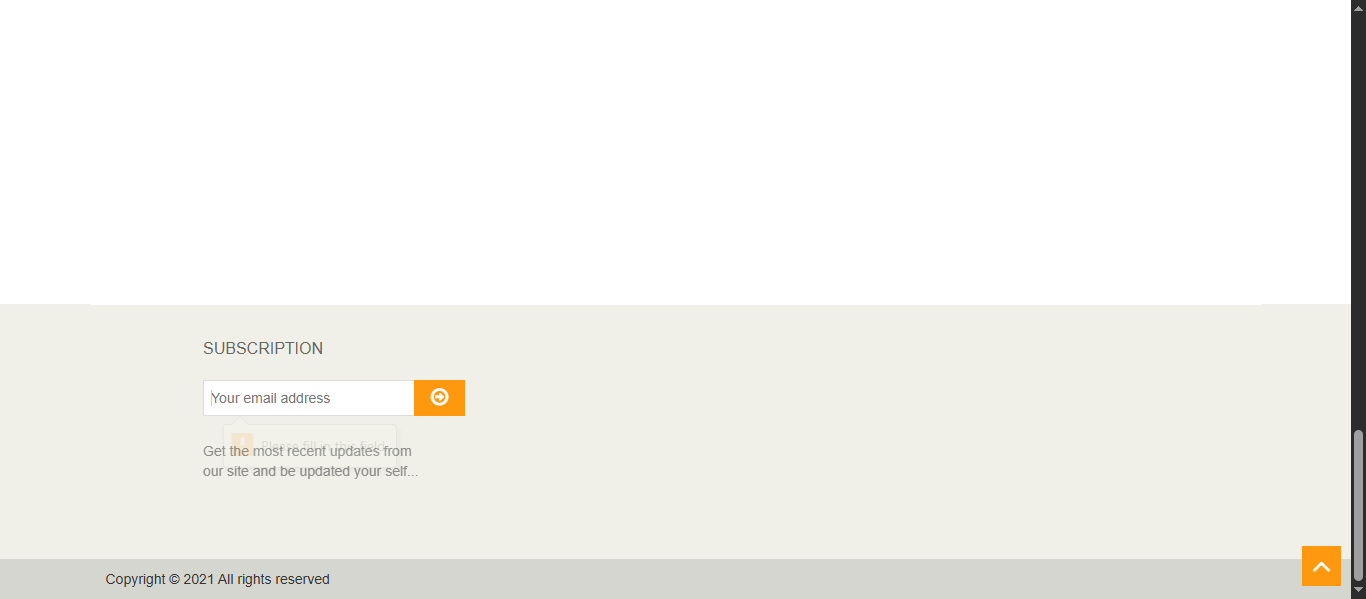 SUBSCRIPTION
Your email address
Please fill in this field.
Get the most recent updates from
our site and be updated your self...
Copyright © 2021 All rights reserved